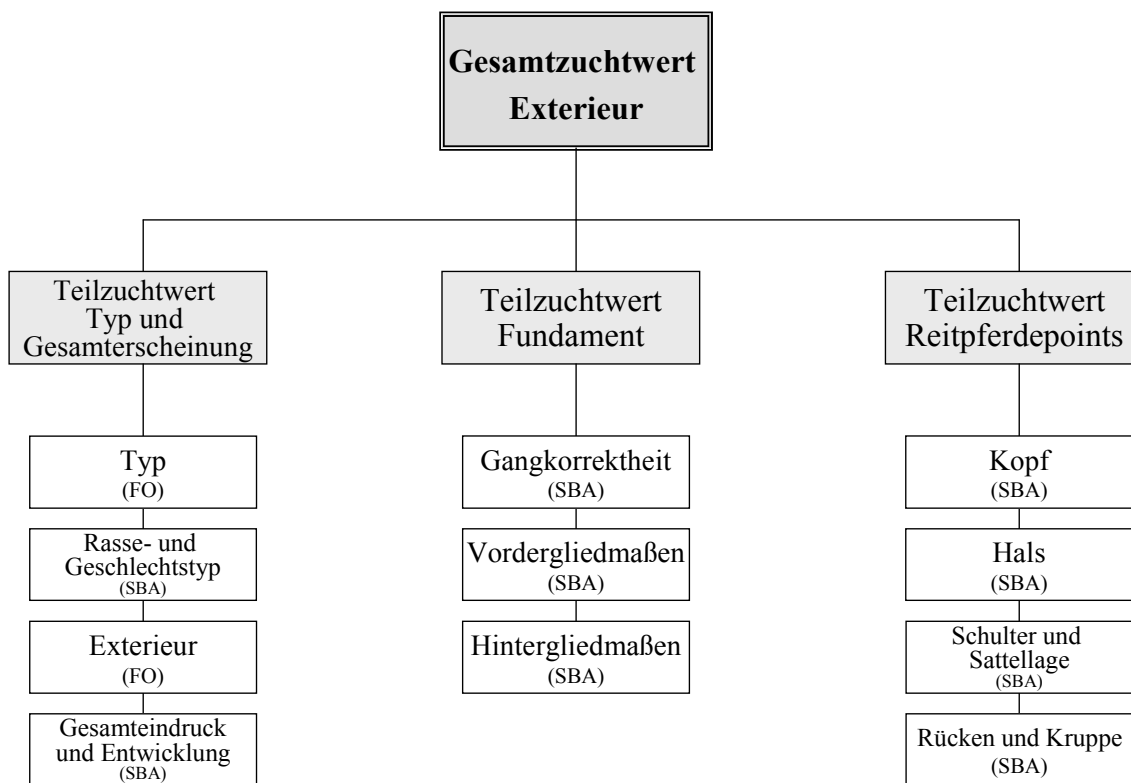 Gesamtzuchtwert
Exterieur
Teilzuchtwert
Typ und
Gesamterscheinung
Typ
(FO)
Rasse- und
Geschlechtstyp
(SBA)
Exterieur
(FO)
Gesamteindruck
und Entwicklung
(SBA)
Teilzuchtwert
Fundament
Gangkorrektheit
(SBA)
Vordergliedmaßen
(SBA)
Hintergliedmaßen
(SBA)
Teilzuchtwert
Reitpferdepoints
Kopf
(SBA)
Hals
(SBA)
Schulter und
Sattellage
(SBA)
Rücken und Kruppe
(SBA)